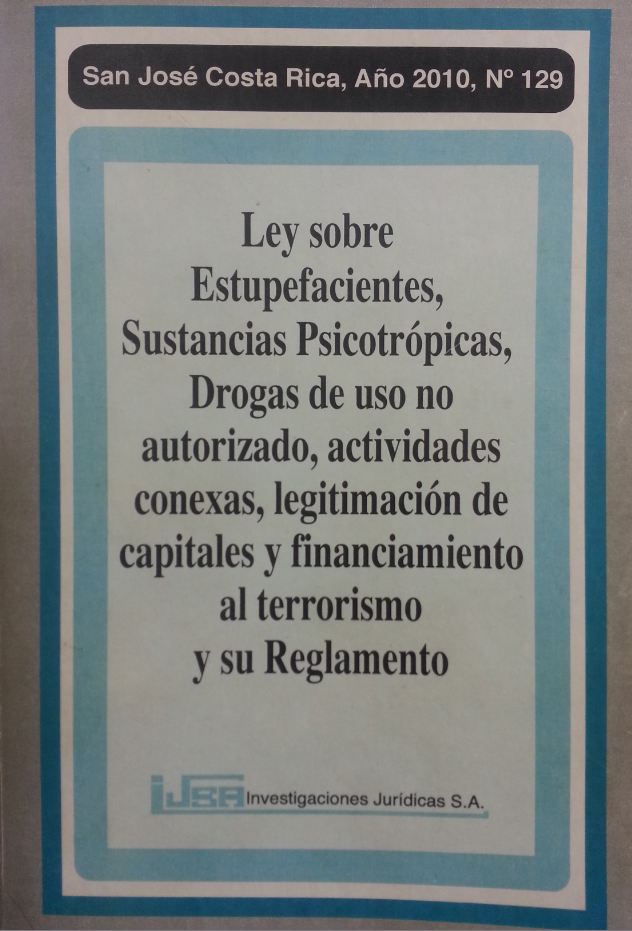 San José Costa Rica, Año 2010, Nº 129
Ley sobre
Estupefacientes,
Sustancias Psicotrópicas,
Drogas de uso no
autorizado, actividades
conexas, legitimación de
capitales y financiamiento
al terrorismo
y su Reglamento
IJSA Investigaciones Jurídicas S.A.